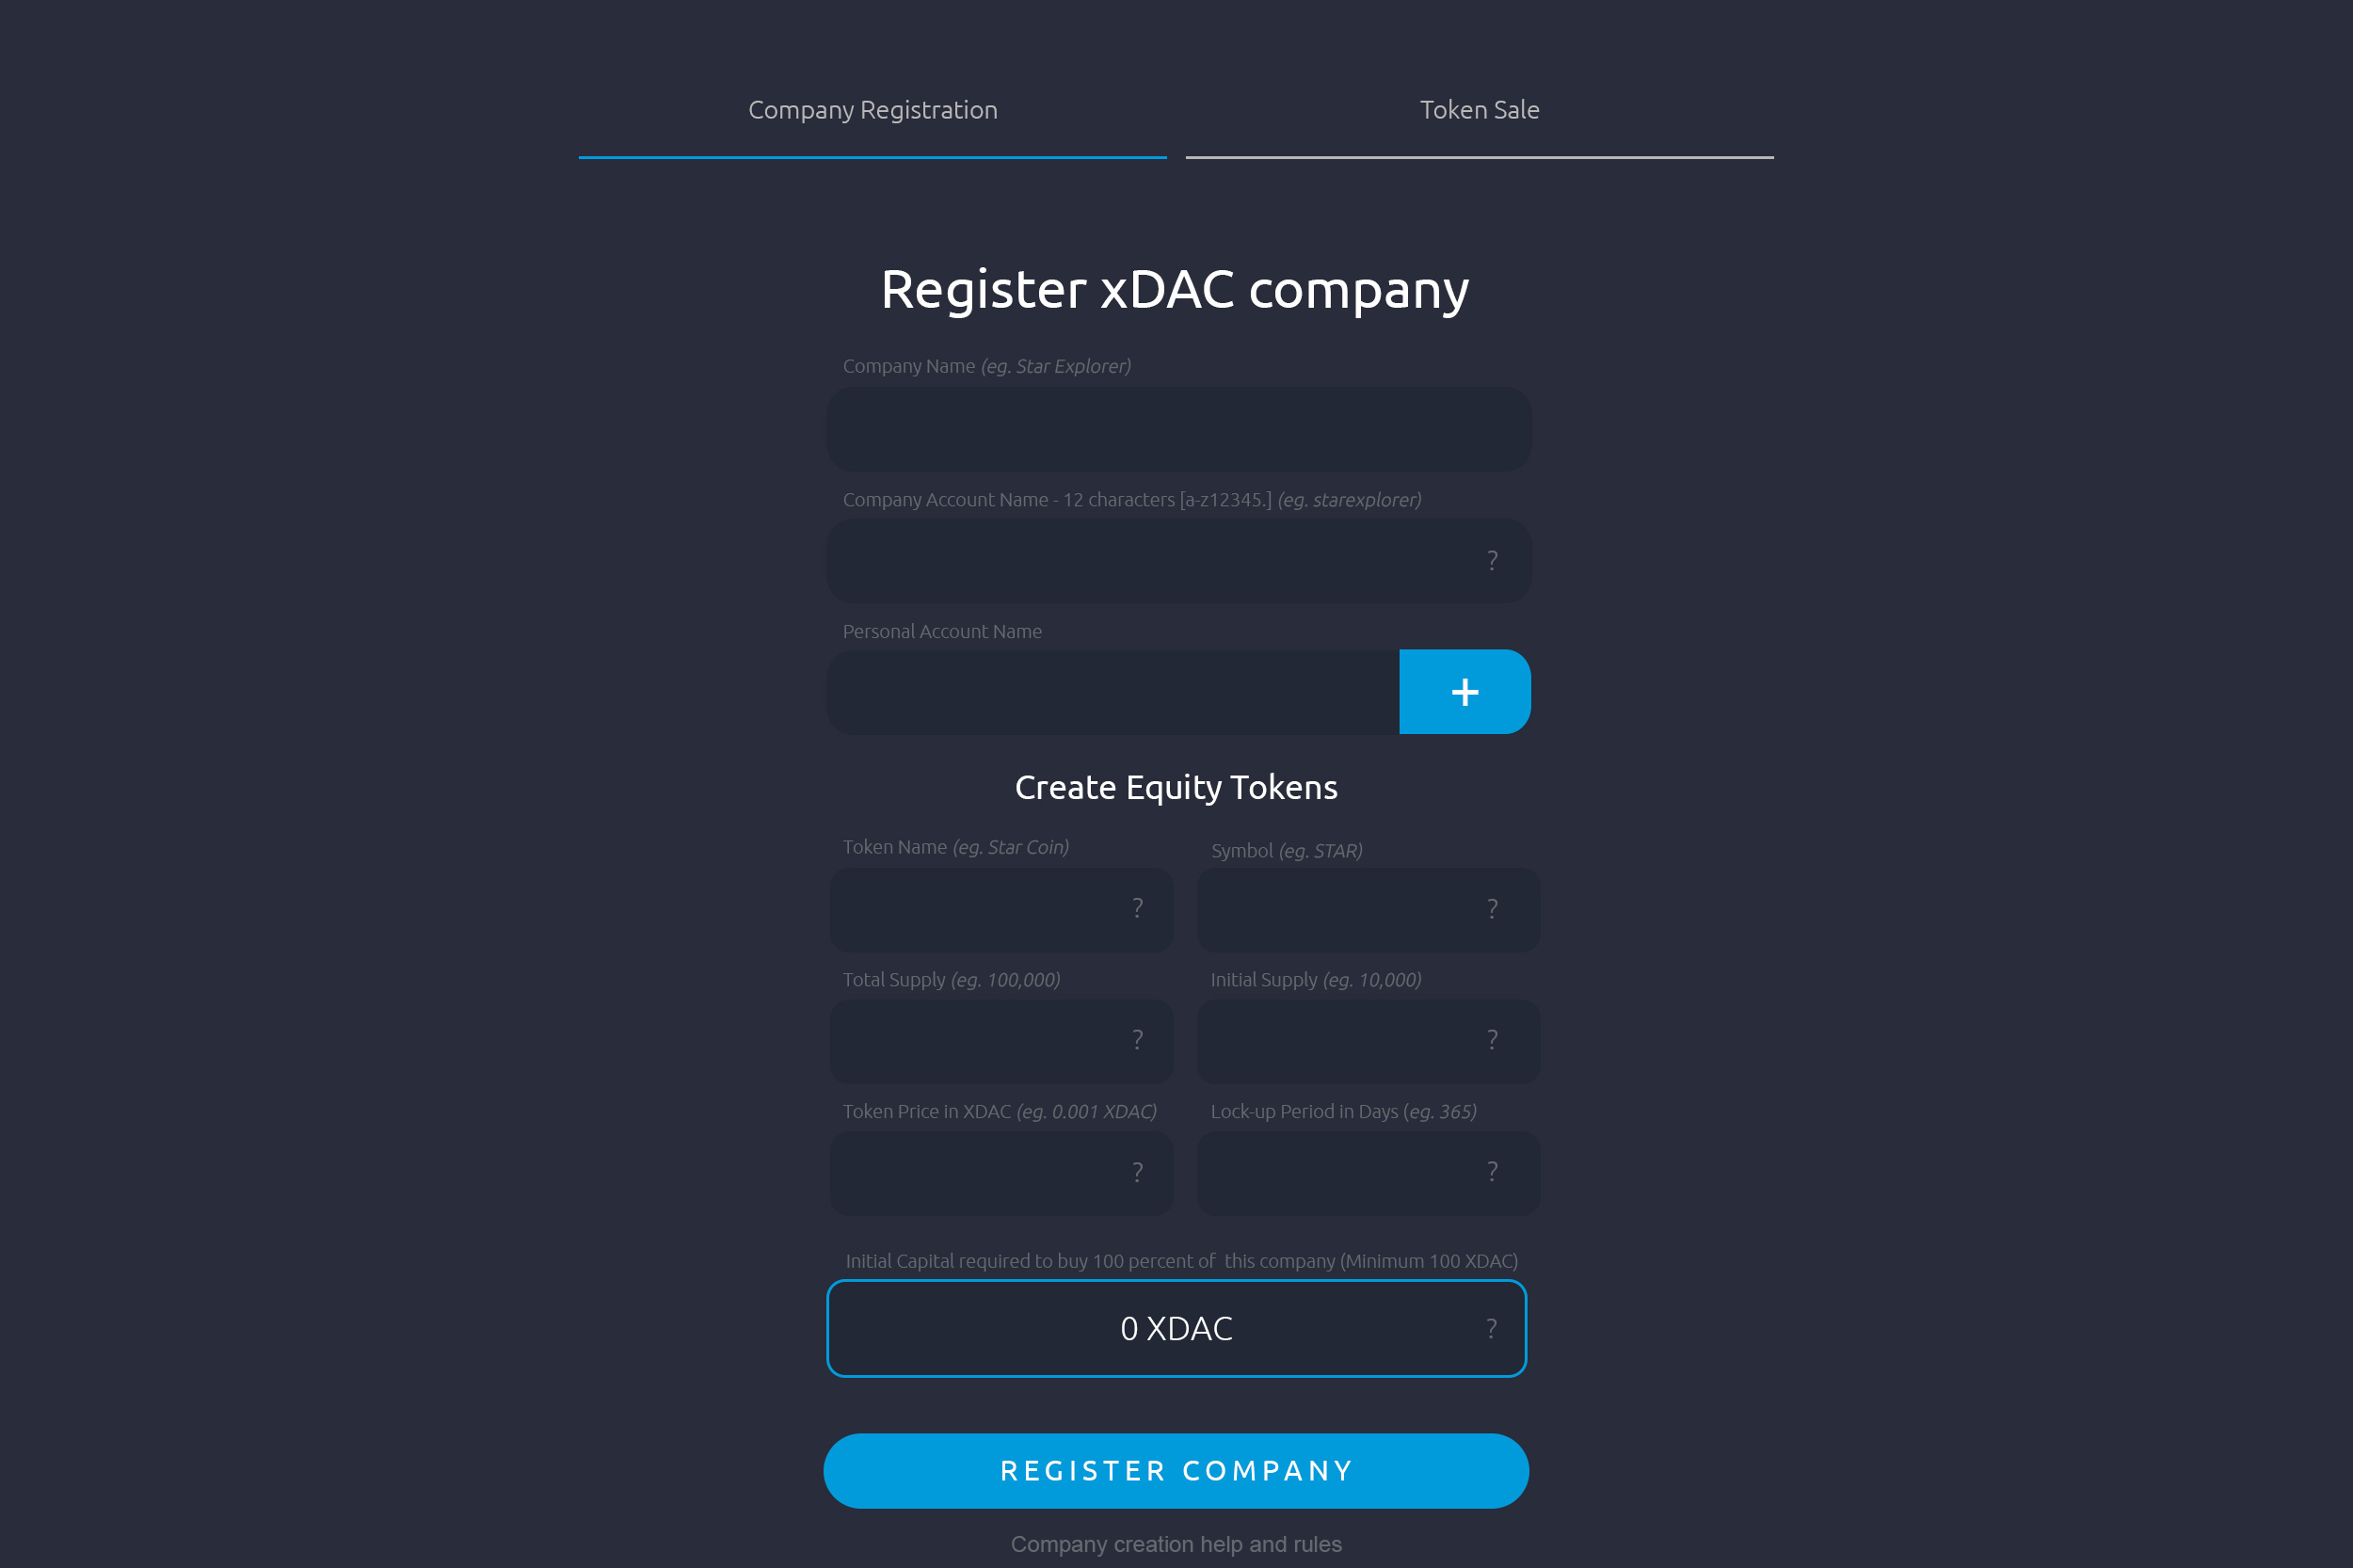 Company Registration
Token Sale
Register xDAC company
Company Name (eg. Star Explorer)
Company Account Name - 12 characters [a-z12345.] (eg. starexplorer)
?
Personal Account Name
+
Create Equity Tokens
Token Name (eg. Star Coin)
Symbol (eg. STAR)
?
?
Total Supply (eg. 100,000)
Initial Supply (eg. 10,000)
?
?
Token Price in XDAC (eg. 0.001 XDAC)
Lock-up Period in Days (eg. 365)
?
?
Initial Capital required to buy 100 percent of  this company (Minimum 100 XDAC)
0 XDAC ?
REGISTER COMPANY
Company creation help and rules